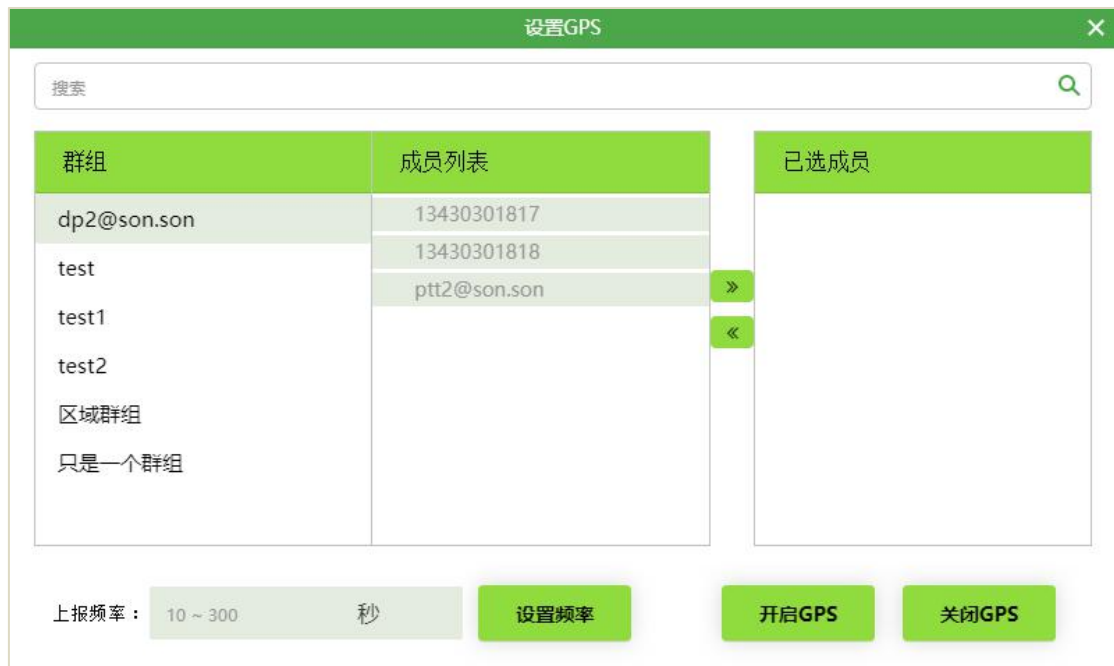 设置GPS
搜索
群组
成员列表
已选成员
dp2@son.son
test
test1
test2
区域群组
只是一个群组
13430301817
13430301818
ptt2@son.son
上报频率： 10 ~ 300 秒 设置频率 开启GPS 关闭GPS